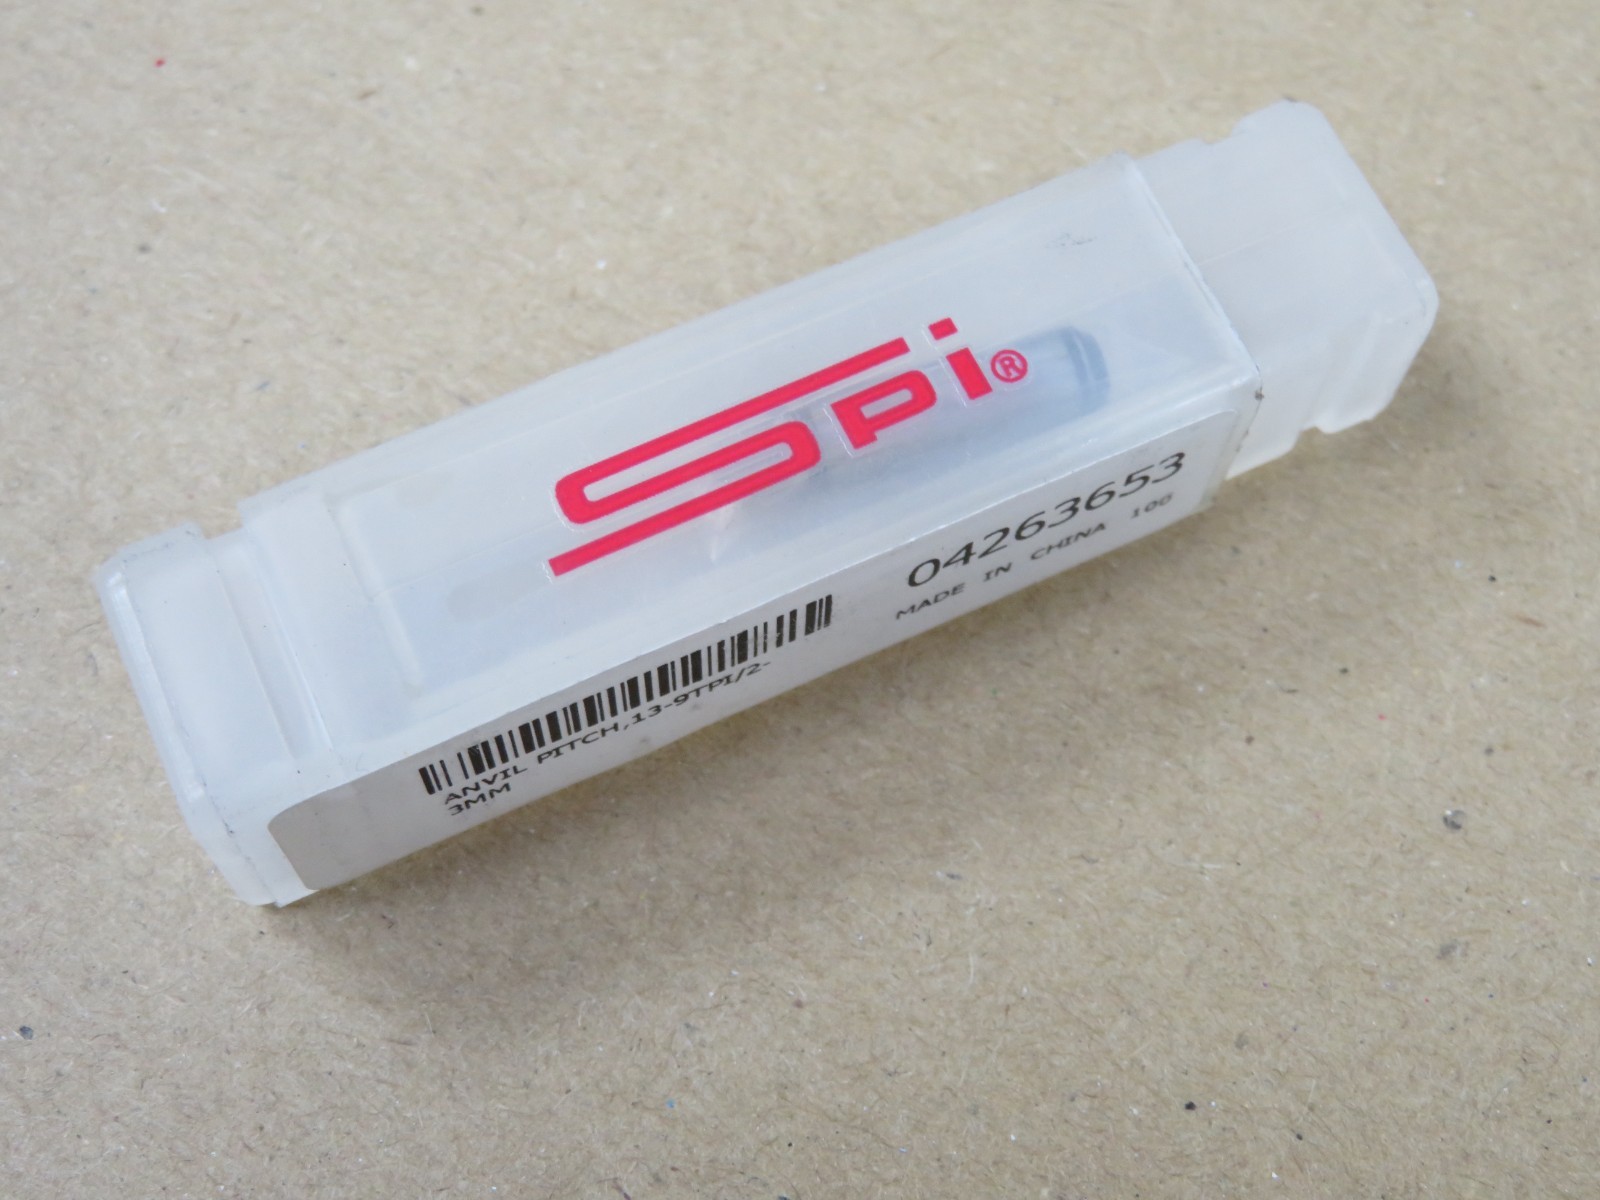 Spi®
04263653
MADE IN CHINA 100
ANVIL PITCH,13-9TPI/2-
3MM